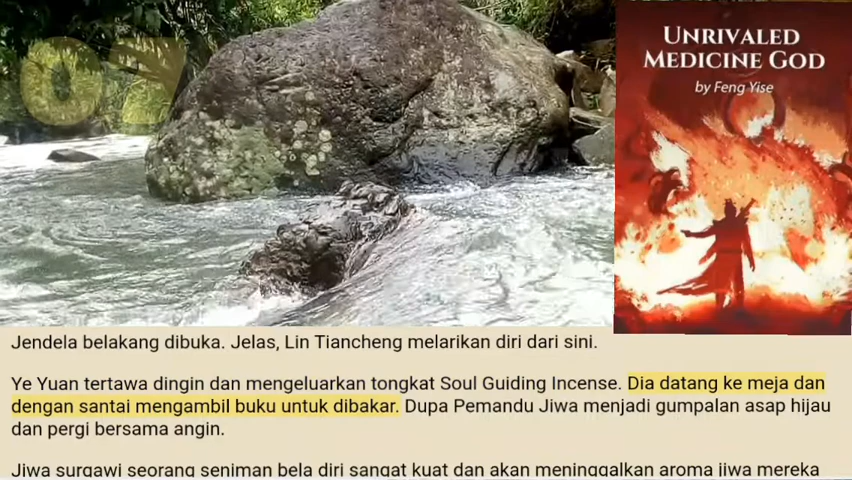 UNRIVALED
MEDICINE GOD
by Feng Yise
Jendela belakang dibuka. Jelas, Lin Tiancheng melarikan diri dari sini.
Ye Yuan tertawa dingin dan mengeluarkan tongkat Soul Guiding Incense. Dia datang ke meja dan
dengan santai mengambil buku untuk dibakar. Dupa Pemandu Jiwa menjadi gumpalan asap hijau
dan pergi bersama angin.
Jiwa surgawi seorang seniman bela diri sangat kuat dan akan meninggalkan aroma jiwa mereka